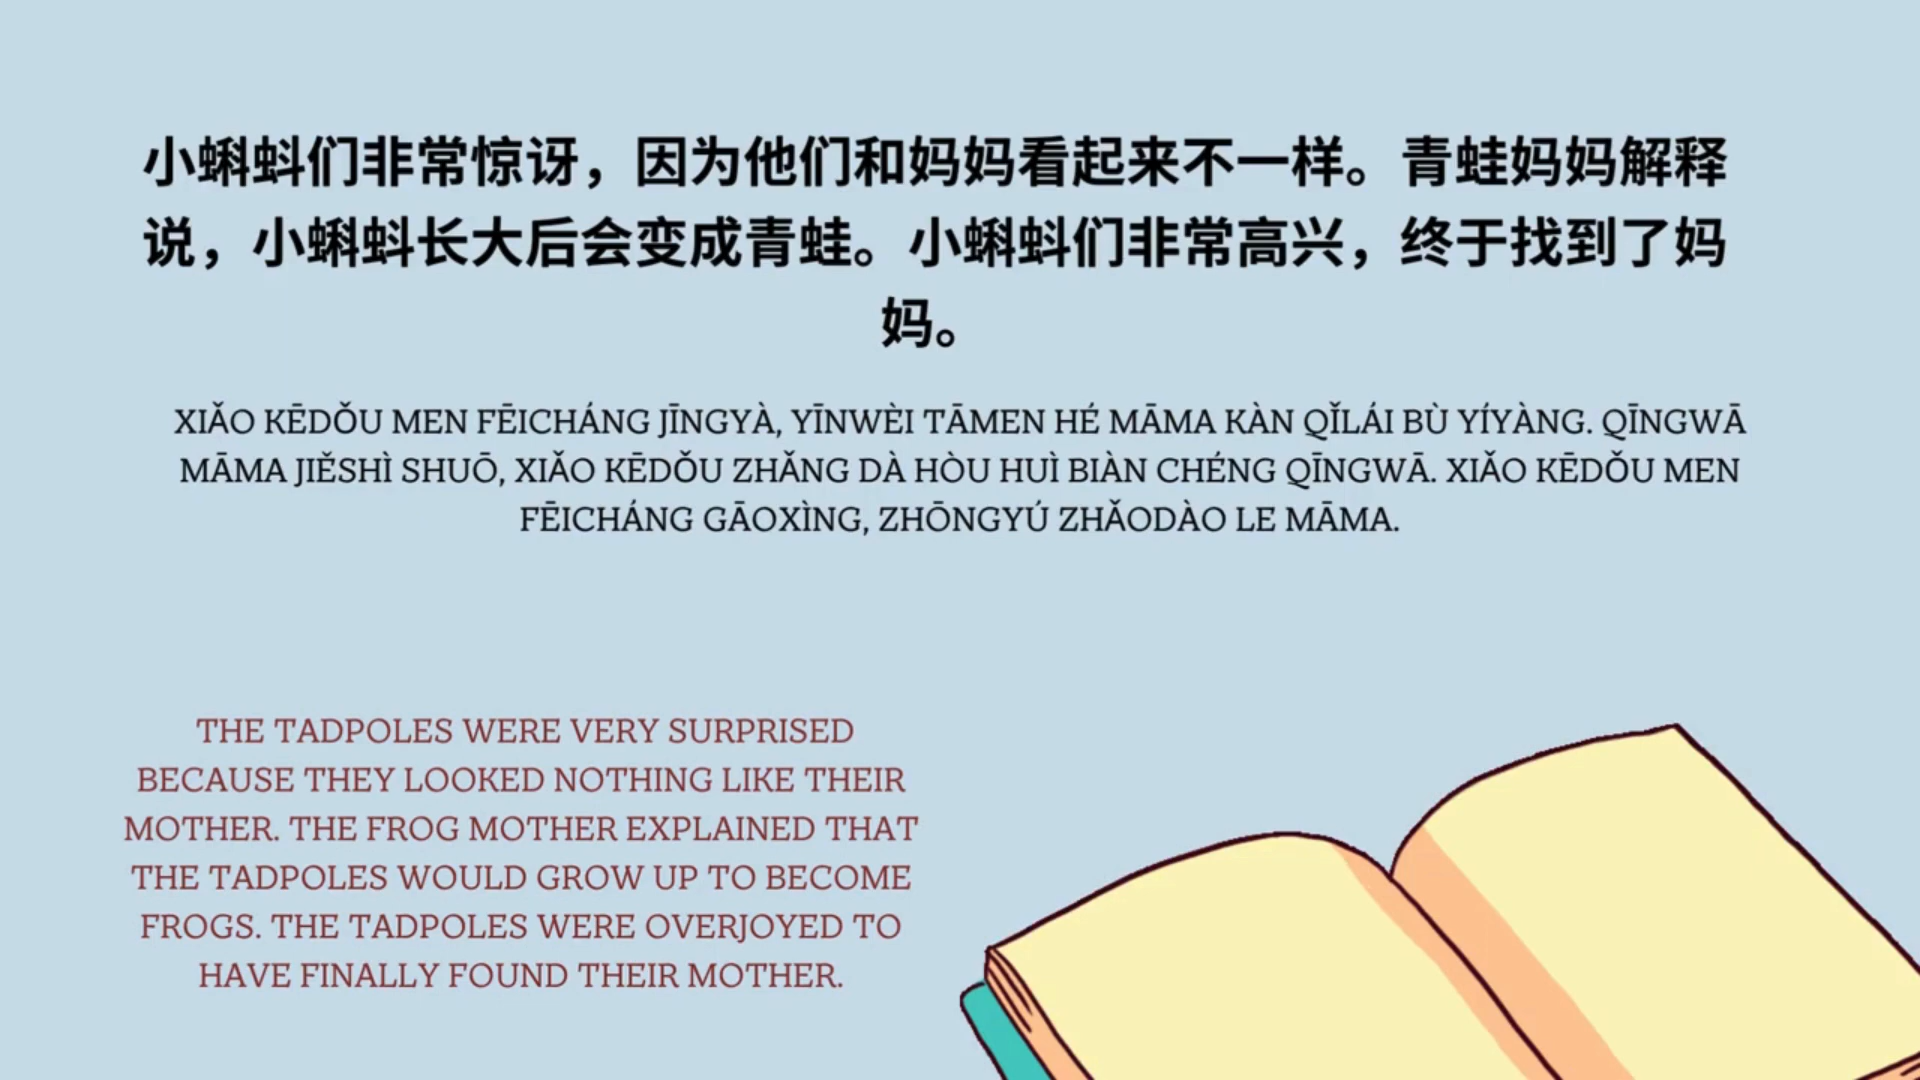 小蝌蚪们非常惊讶，因为他们和妈妈看起来不一样。青蛙妈妈解释
说，小蝌蚪长大后会变成青蛙。小蝌蚪们非常高兴，终于找到了妈
妈。
XIǍO KĒDǑU MEN FĒICHÁNG JĪNGYÀ, YĪNWÈI TĀMEN HÉ MĀMA KÀN QǏLÁI BÙ YÍYÀNG. QĪNGWĀ
MĀMA JIĚSHÌ SHUŌ, XIǍO KĒDǑU ZHǍNG DÀ HÒU HUÌ BIÀN CHÉNG QĪNGWĀ. XIǍO KĒDǑU MEN
FĒICHÁNG GĀOXÌNG, ZHŌNGYÚ ZHǍODÀO LE MĀMA.
THE TADPOLES WERE VERY SURPRISED
BECAUSE THEY LOOKED NOTHING LIKE THEIR
MOTHER. THE FROG MOTHER EXPLAINED THAT
THE TADPOLES WOULD GROW UP TO BECOME
FROGS. THE TADPOLES WERE OVERJOYED TO
HAVE FINALLY FOUND THEIR MOTHER.